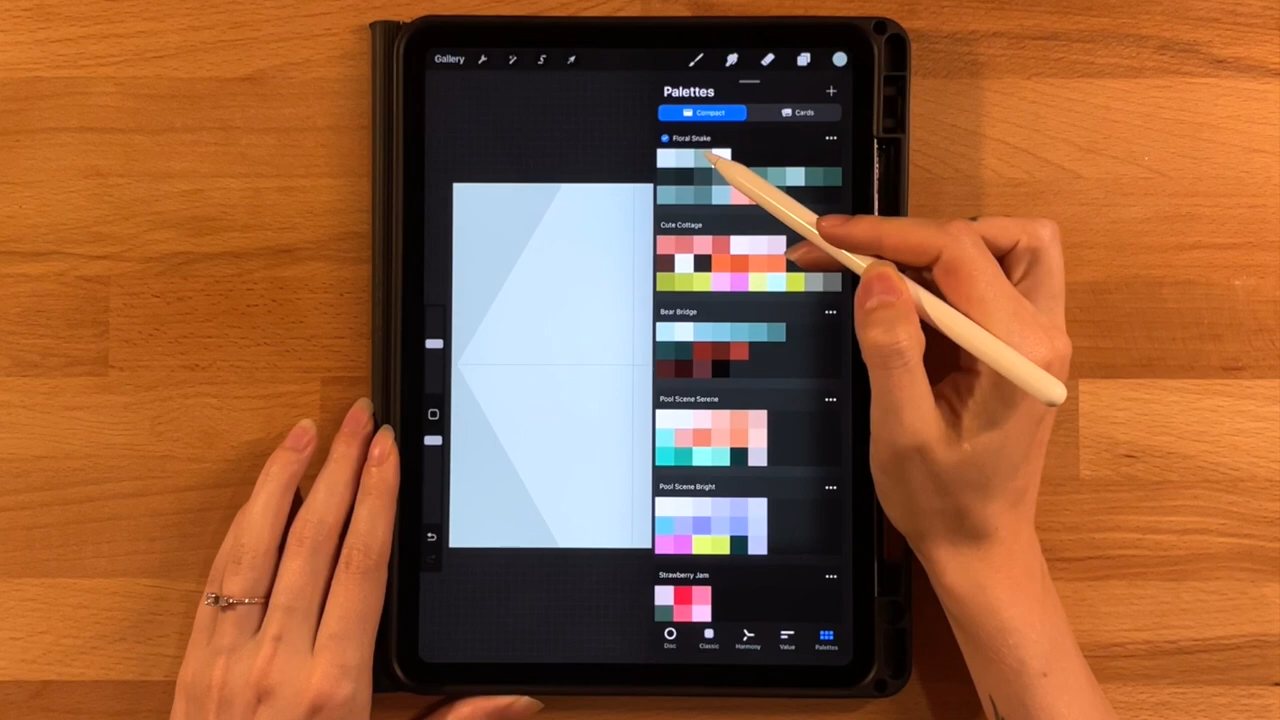 Gallery
Palettes
Compact
Cards
Floral Snake
Cute Cottage
Bear Bridge
Pool Scene Serene
Pool Scene Bright
Strawberry Jam
Disc
Classic
Harmony
Value
Palettes